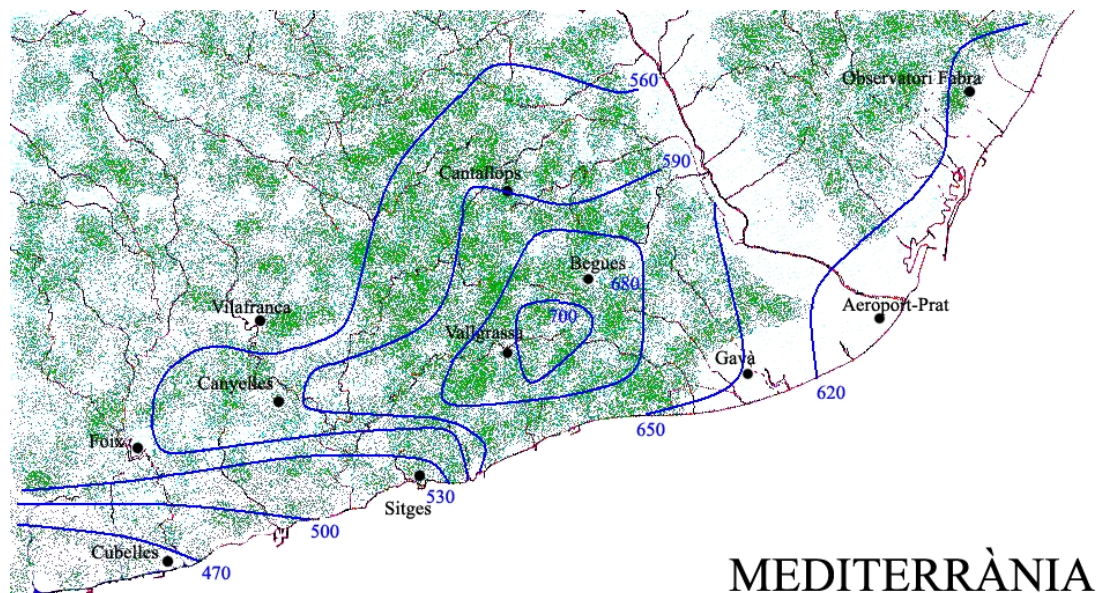 560
Observatori Fabra
590
Cantallops
Begues
680
Vilafranca
700
Aeroport-Prat
Vallgrassa
Gavà
Canyelles
620
650
Foix
530
Sitges
500
Cubelles
470
MEDITERRÀNIA